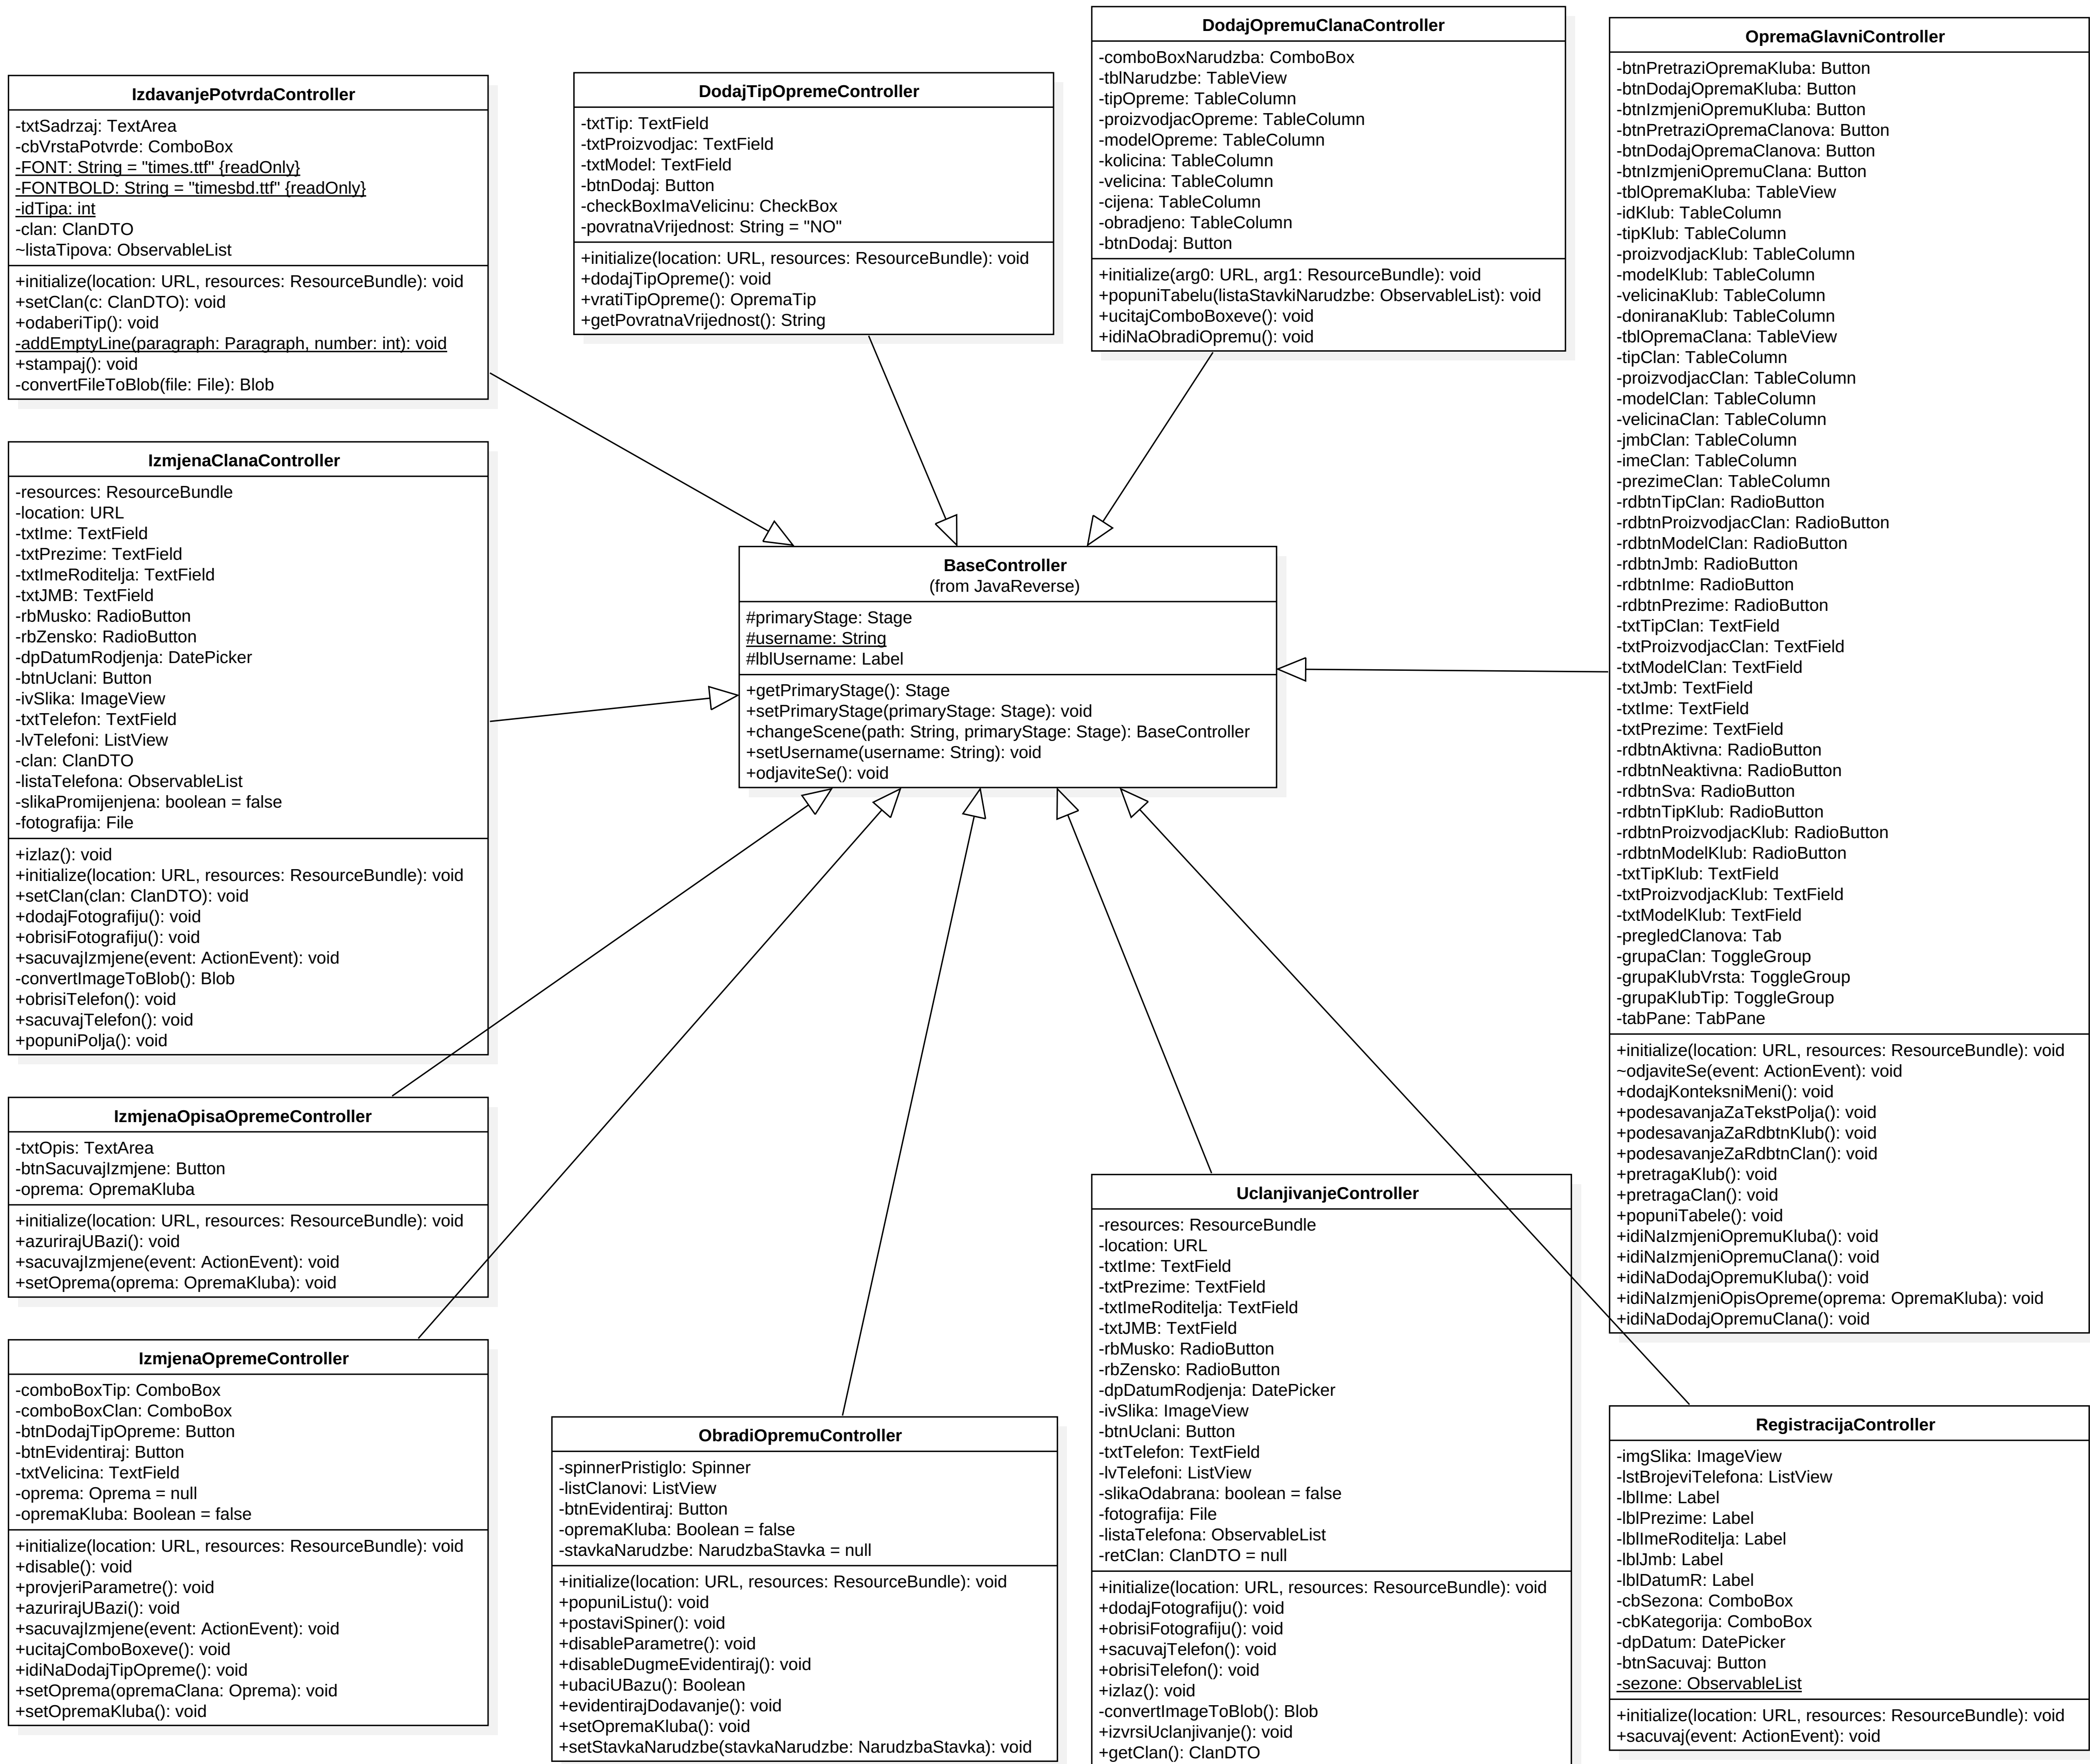 IzdavanjePotvrdaController
-txtSadrzaj: TextArea
-cbVrstaPotvrde: ComboBox
-FONT: String = "times.ttf" {readOnly}
-FONTBOLD: String = "timesbd.ttf" {readOnly}
-idTipa: int
-clan: ClanDTO
~listaTipova: ObservableList
+initialize(location: URL, resources: ResourceBundle): void
+setClan(c: ClanDTO): void
+odaberiTip(): void
-addEmptyLine(paragraph: Paragraph, number: int): void
+stampaj(): void
-convertFileToBlob(file: File): Blob
DodajTipOpremeController
-txtTip: TextField
-txtProizvodjac: TextField
-txtModel: TextField
-btnDodaj: Button
-checkBoxImaVelicinu: CheckBox
-povratnaVrijednost: String = "NO"
+initialize(location: URL, resources: ResourceBundle): void
+dodajTipOpreme(): void
+vratiTipOpreme(): OpremaTip
+getPovratnaVrijednost(): String
DodajOpremuClanaController
-comboBoxNarudzba: ComboBox
-tblNarudzbe: TableView
-tipOpreme: TableColumn
-proizvodjacOpreme: TableColumn
-modelOpreme: TableColumn
-kolicina: TableColumn
-velicina: TableColumn
-cijena: TableColumn
-obradjeno: TableColumn
-btnDodaj: Button
+initialize(arg0: URL, arg1: ResourceBundle): void
+popuniTabelu(listaStavkiNarudzbe: ObservableList): void
+ucitajComboBoxeve(): void
+idiNaObradiOpremu(): void
OpremaGlavniController
-btnPretraziOpremaKluba: Button
-btnDodajOpremaKluba: Button
-btnIzmjeniOpremuKluba: Button
-btnPretraziOpremaClanova: Button
-btnDodajOpremaClanova: Button
-btnIzmjeniOpremuClana: Button
-tblOpremaKluba: TableView
-idKlub: TableColumn
-tipKlub: TableColumn
-proizvodjacKlub: TableColumn
-modelKlub: TableColumn
-velicinaKlub: TableColumn
-doniranaKlub: TableColumn
-tblOpremaClana: TableView
-tipClan: TableColumn
-proizvodjacClan: TableColumn
-modelClan: TableColumn
-velicinaClan: TableColumn
-jmbClan: TableColumn
-imeClan: TableColumn
-prezimeClan: TableColumn
-rdbtnTipClan: RadioButton
-rdbtnProizvodjacClan: RadioButton
-rdbtnModelClan: RadioButton
-rdbtnJmb: RadioButton
-rdbtnIme: RadioButton
-rdbtnPrezime: RadioButton
-txtTipClan: TextField
-txtProizvodjacClan: TextField
-txtModelClan: TextField
-txtJmb: TextField
-txtIme: TextField
-txtPrezime: TextField
-rdbtnAktivna: RadioButton
-rdbtnNeaktivna: RadioButton
-rdbtnSva: RadioButton
-rdbtnTipKlub: RadioButton
-rdbtnProizvodjacKlub: RadioButton
-rdbtnModelKlub: RadioButton
-txtTipKlub: TextField
-txtProizvodjacKlub: TextField
-txtModelKlub: TextField
-pregledClanova: Tab
-grupaClan: ToggleGroup
-grupaKlubVrsta: ToggleGroup
-grupaKlubTip: ToggleGroup
-tabPane: TabPane
+initialize(location: URL, resources: ResourceBundle): void
~odjaviteSe(event: ActionEvent): void
+dodajKonteksniMeni(): void
+podesavanjaZaTekstPolja(): void
+podesavanjaZaRdbtnKlub(): void
+podesavanjeZaRdbtnClan(): void
+pretragaKlub(): void
+pretragaClan(): void
+popuniTabele(): void
+idiNaIzmjeniOpremuKluba(): void
+idiNaIzmjeniOpremuClana(): void
+idiNaDodajOpremuKluba(): void
+idiNaIzmjeniOpisOpreme(oprema: OpremaKluba): void
+idiNaDodajOpremuClana(): void
IzmjenaClanaController
-resources: ResourceBundle
-location: URL
-txtIme: TextField
-txtPrezime: TextField
-txtImeRoditelja: TextField
-txtJMB: TextField
-rbMusko: RadioButton
-rbZensko: RadioButton
-dpDatumRodjenja: DatePicker
-btnUclani: Button
-ivSlika: ImageView
-txtTelefon: TextField
-lvTelefoni: ListView
-clan: ClanDTO
-listaTelefona: ObservableList
-slikaPromijenjena: boolean = false
-fotografija: File
+izlaz(): void
+initialize(location: URL, resources: ResourceBundle): void
+setClan(clan: ClanDTO): void
+dodajFotografiju(): void
+obrisiFotografiju(): void
+sacuvajIzmjene(event: ActionEvent): void
-convertImageToBlob(): Blob
+obrisiTelefon(): void
+sacuvajTelefon(): void
+popuniPolja(): void
BaseController
(from JavaReverse)
#primaryStage: Stage
#username: String
#lblUsername: Label
+getPrimaryStage(): Stage
+setPrimaryStage(primaryStage: Stage): void
+changeScene(path: String, primaryStage: Stage): BaseController
+setUsername(username: String): void
+odjaviteSe(): void
IzmjenaOpisaOpremeController
-txtOpis: TextArea
-btnSacuvajIzmjene: Button
-oprema: OpremaKluba
+initialize(location: URL, resources: ResourceBundle): void
+azurirajUBazi(): void
+sacuvajIzmjene(event: ActionEvent): void
+setOprema(oprema: OpremaKluba): void
IzmjenaOpremeController
-comboBoxTip: ComboBox
-comboBoxClan: ComboBox
-btnDodajTipOpreme: Button
-btnEvidentiraj: Button
-txtVelicina: TextField
-oprema: Oprema = null
-opremaKluba: Boolean = false
+initialize(location: URL, resources: ResourceBundle): void
+disable(): void
+provjeriParametre(): void
+azurirajUBazi(): void
+sacuvajIzmjene(event: ActionEvent): void
+ucitajComboBoxeve(): void
+idiNaDodajTipOpreme(): void
+setOprema(opremaClana: Oprema): void
+setOpremaKluba(): void
ObradiOpremuController
-spinnerPristiglo: Spinner
-listClanovi: ListView
-btnEvidentiraj: Button
-opremaKluba: Boolean = false
-stavkaNarudzbe: NarudzbaStavka = null
+initialize(location: URL, resources: ResourceBundle): void
+popuniListu(): void
+postaviSpiner(): void
+disableParametre(): void
+disableDugmeEvidentiraj(): void
+ubaciUBazu(): Boolean
+evidentirajDodavanje(): void
+setOpremaKluba(): void
+setStavkaNarudzbe(stavkaNarudzbe: NarudzbaStavka): void
UclanjivanjeController
-resources: ResourceBundle
-location: URL
-txtIme: TextField
-txtPrezime: TextField
-txtImeRoditelja: TextField
-txtJMB: TextField
-rbMusko: RadioButton
-rbZensko: RadioButton
-dpDatumRodjenja: DatePicker
-ivSlika: ImageView
-btnUclani: Button
-txtTelefon: TextField
-lvTelefoni: ListView
-slikaOdabrana: boolean = false
-fotografija: File
-listaTelefona: ObservableList
-retClan: ClanDTO = null
+initialize(location: URL, resources: ResourceBundle): void
+dodajFotografiju(): void
+obrisiFotografiju(): void
+sacuvajTelefon(): void
+obrisiTelefon(): void
+izlaz(): void
-convertImageToBlob(): Blob
+izvrsiUclanjivanje(): void
+getClan(): ClanDTO
RegistracijaController
-imgSlika: ImageView
-lstBrojeviTelefona: ListView
-lblIme: Label
-lblPrezime: Label
-lblImeRoditelja: Label
-lblJmb: Label
-lblDatumR: Label
-cbSezona: ComboBox
-cbKategorija: ComboBox
-dpDatum: DatePicker
-btnSacuvaj: Button
-sezone: ObservableList
+initialize(location: URL, resources: ResourceBundle): void
+sacuvaj(event: ActionEvent): void